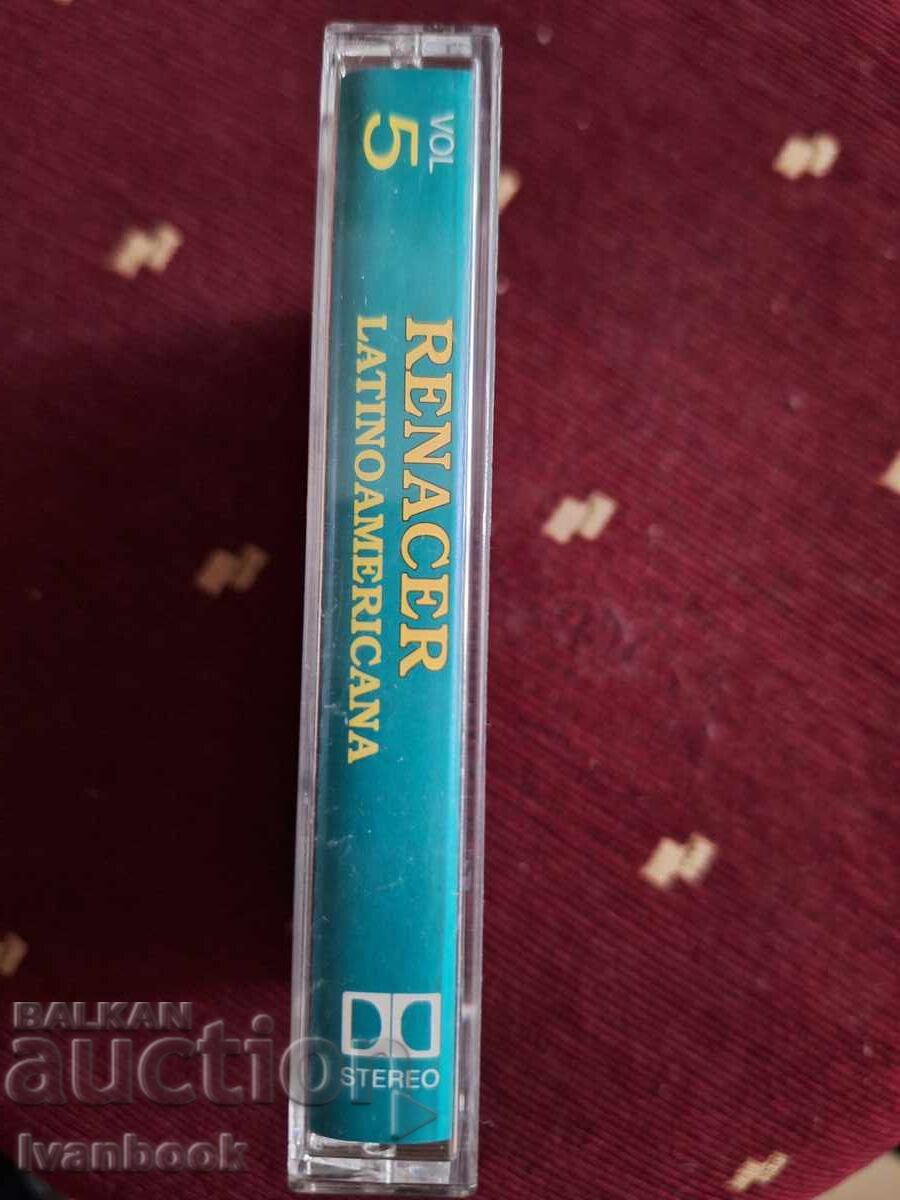 VOL
5
RENACER
LATINOAMERICANA
STEREO
BALKAN
auction
Ivanbook